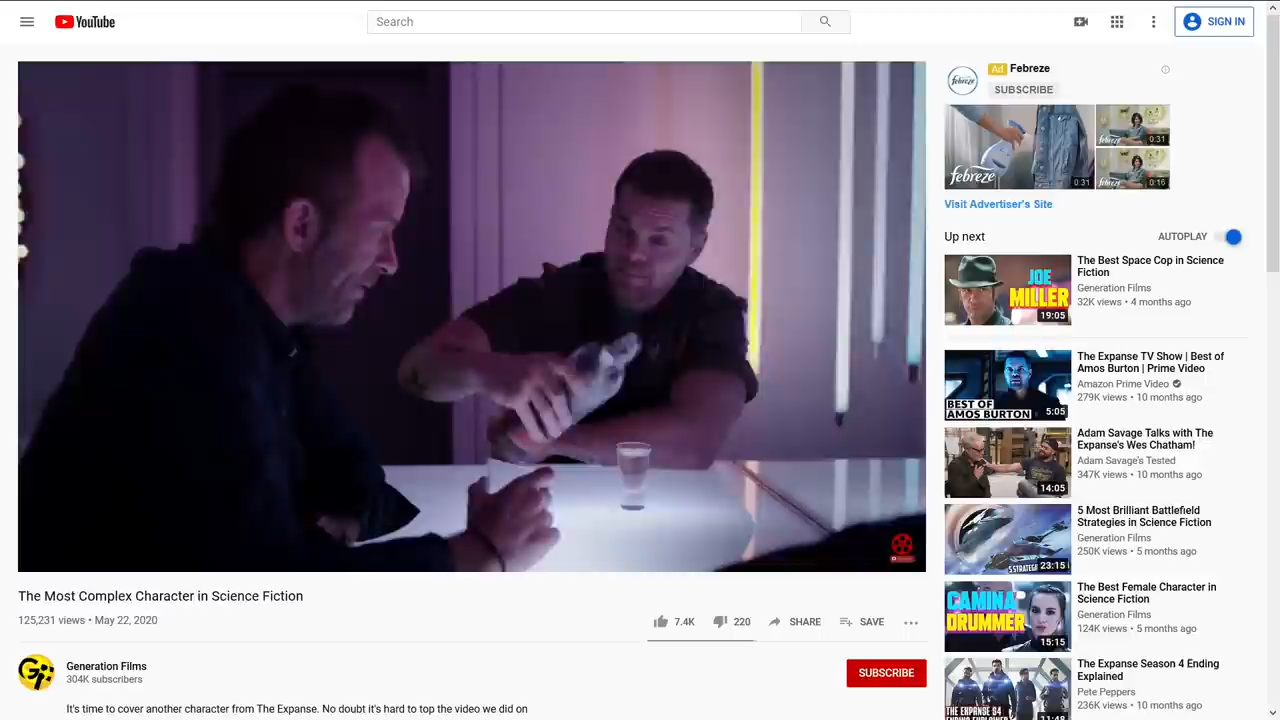 YouTube
Search
SIGN IN
Ad Febreze
SUBSCRIBE
febreze
febreze
0:31
febreze
0:31
febreze
0:16
Visit Advertiser's Site
Up next
AUTOPLAY
JOE
MILLER
19:05
The Best Space Cop in Science
Fiction
Generation Films
32K views • 4 months ago
BEST OF
AMOS BURTON
5:05
The Expanse TV Show | Best of
Amos Burton | Prime Video
Amazon Prime Video
279K views • 10 months ago
14:05
Adam Savage Talks with The
Expanse's Wes Chatham!
Adam Savage's Tested
347K views • 10 months ago
23:15
5 Most Brilliant Battlefield
Strategies in Science Fiction
Generation Films
250K views • 5 months ago
CAMINA
DRUMMER
15:15
The Best Female Character in
Science Fiction
Generation Films
124K views • 5 months ago
THE EXPANSE S4
ENDING EXPLAINED
11:48
The Expanse Season 4 Ending
Explained
Pete Peppers
236K views • 10 months ago
The Most Complex Character in Science Fiction
125,231 views • May 22, 2020
7.4K
220
SHARE
SAVE
Generation Films
304K subscribers
SUBSCRIBE
It's time to cover another character from The Expanse. No doubt it's hard to top the video we did on